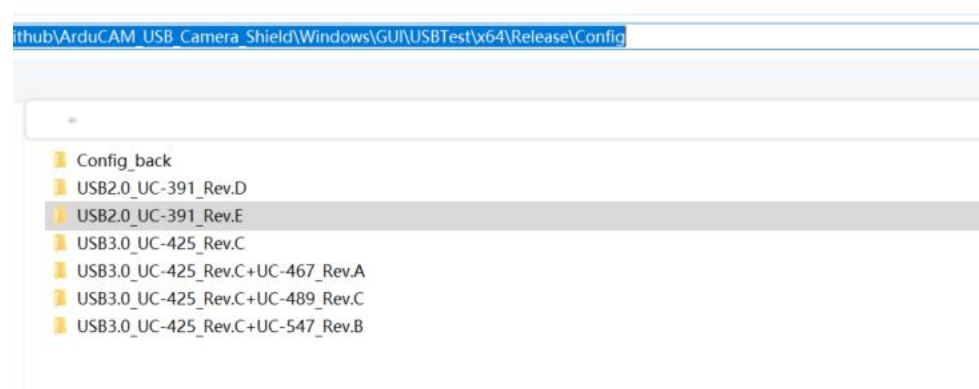 ithub\ArduCAM_USB_Camera_Shield\Windows\GUI\USBTest\x64\Release\Config
Config_back
USB2.0_UC-391_Rev.D
USB2.0_UC-391_Rev.E
USB3.0_UC-425_Rev.C
USB3.0_UC-425_Rev.C+UC-467_Rev.A
USB3.0_UC-425_Rev.C+UC-489_Rev.C
USB3.0_UC-425_Rev.C+UC-547_Rev.B